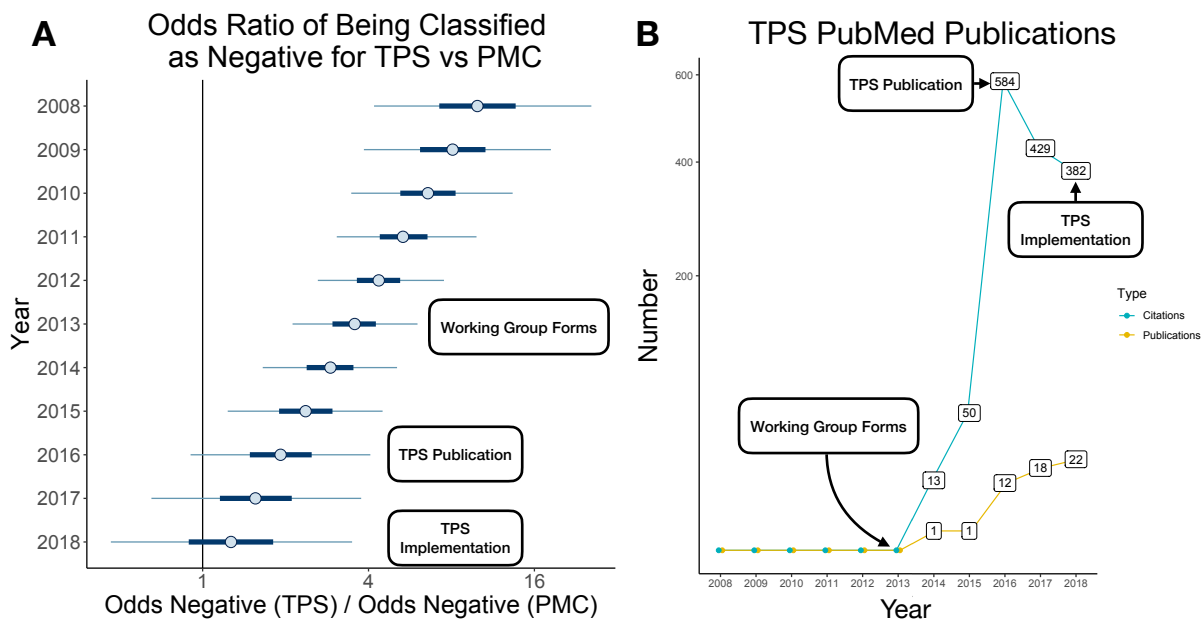 A
Odds Ratio of Being Classified
as Negative for TPS vs PMC
Year
2008
2009
2010
2011
2012
2013
2014
2015
2016
2017
2018
Working Group Forms
TPS Publication
TPS
Implementation
1
4
16
Odds Negative (TPS) / Odds Negative (PMC)
B
TPS PubMed Publications
Number
600
400
200
TPS Publication
584
429
382
TPS
Implementation
Type
Citations
Publications
Working Group Forms
50
13
1
1
12
18
22
2008 2009 2010 2011 2012 2013 2014 2015 2016 2017 2018
Year